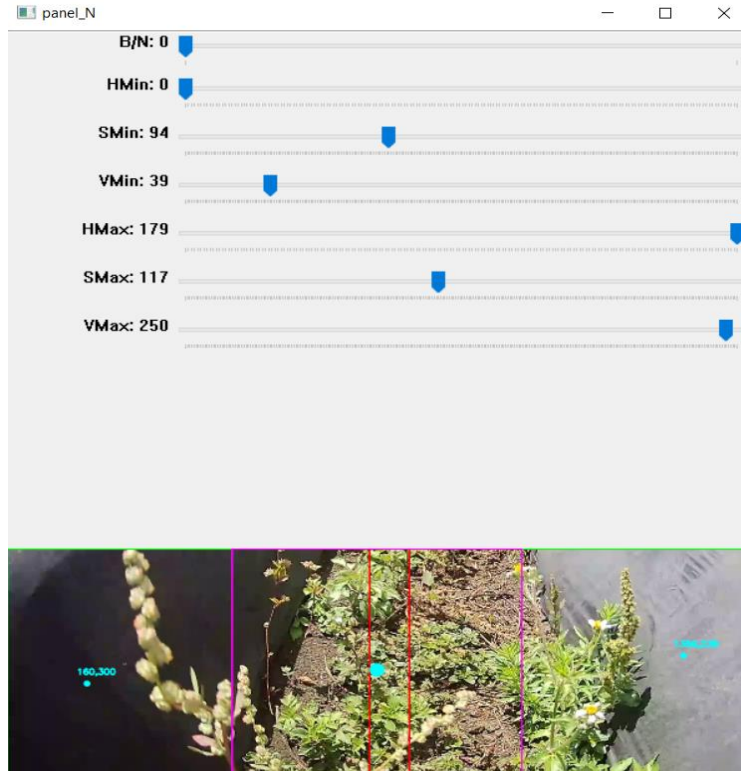 panel_N
B/N: 0
HMin: 0
SMin: 94
VMin: 39
HMax: 179
SMax: 117
VMax: 250
160,300